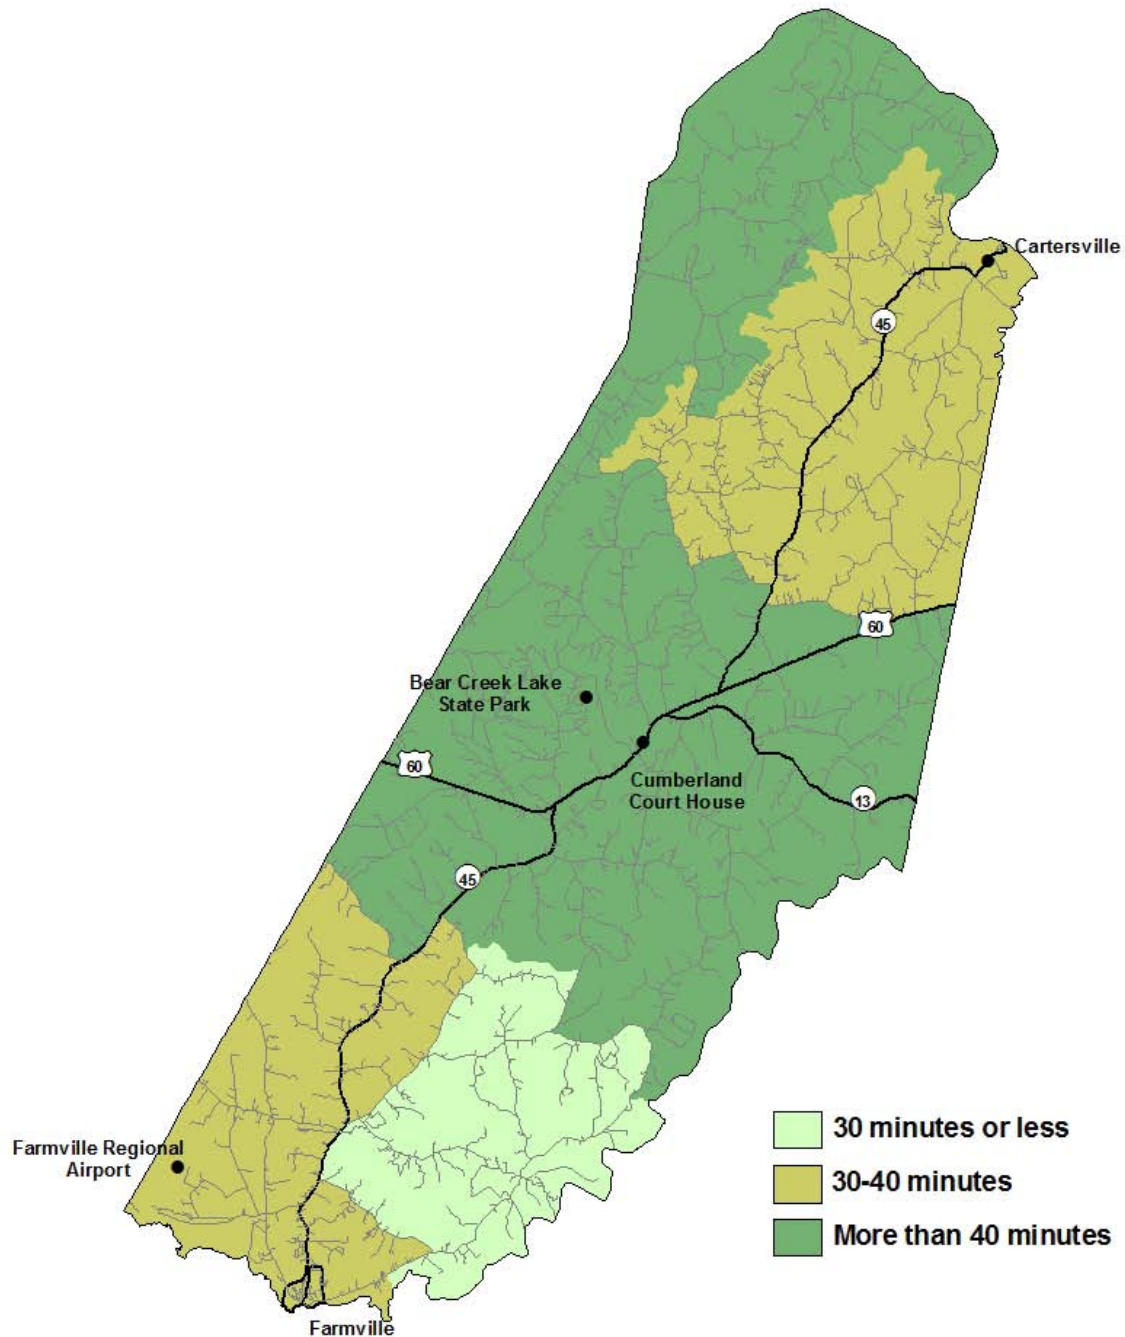 Cartersville
45
60
Bear Creek Lake
State Park
60
Cumberland
Court House
13
45
Farmville Regional
Airport
30 minutes or less
30-40 minutes
More than 40 minutes
Farmville